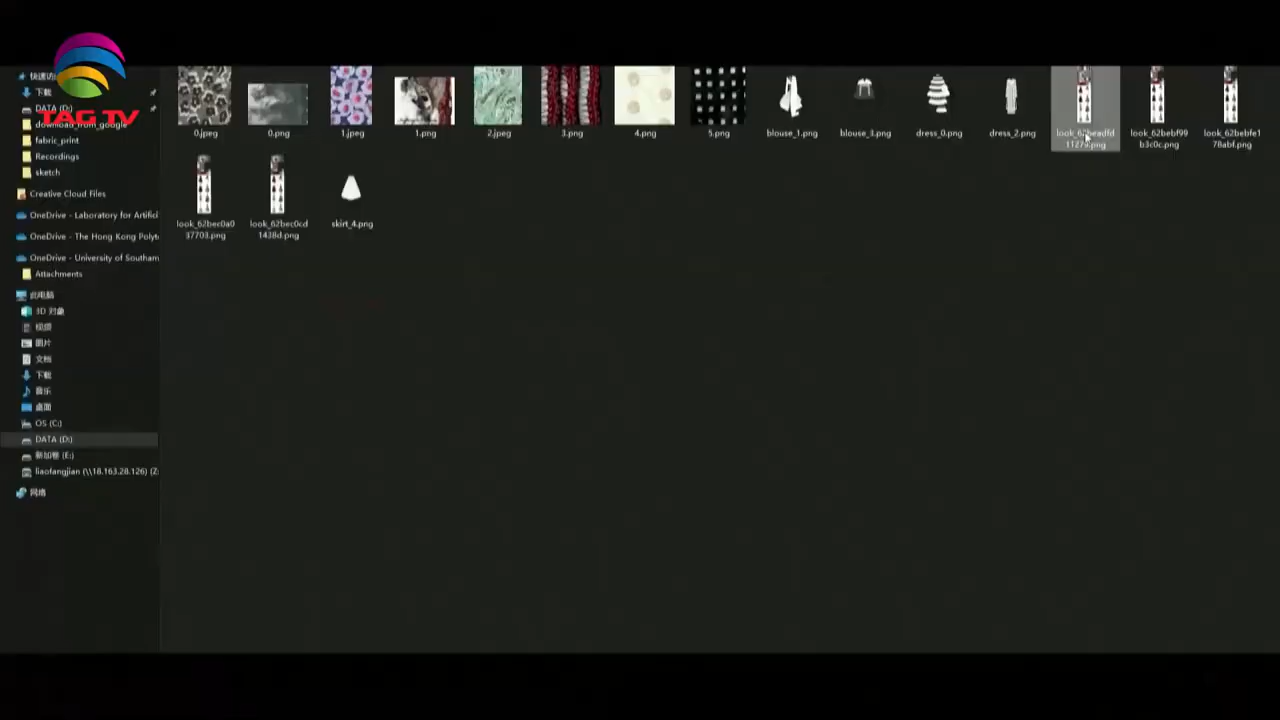 TAG TV
下载
DATA (D:)
download_from_google
fabric_print
Recordings
sketch
Creative Cloud Files
OneDrive - Laboratory for Artifici
OneDrive - The Hong Kong Polyte
OneDrive - University of Southam
Attachments
此电脑
3D 对象
视频
图片
文档
下载
音乐
桌面
OS (C:)
DATA (D:)
新加卷 (E:)
liaofangjian (\\18.163.28.126) (Z:
网络
0.jpeg
0.png
1.jpeg
1.png
2.jpeg
3.png
4.png
5.png
blouse_1.png
blouse_3.png
dress_0.png
dress_2.png
look_62bebf99
b3c0c.png
look_62bebfe1
78abf.png
look_62bec0a0
37703.png
look_62bec0cd
1438d.png
skirt_4.png